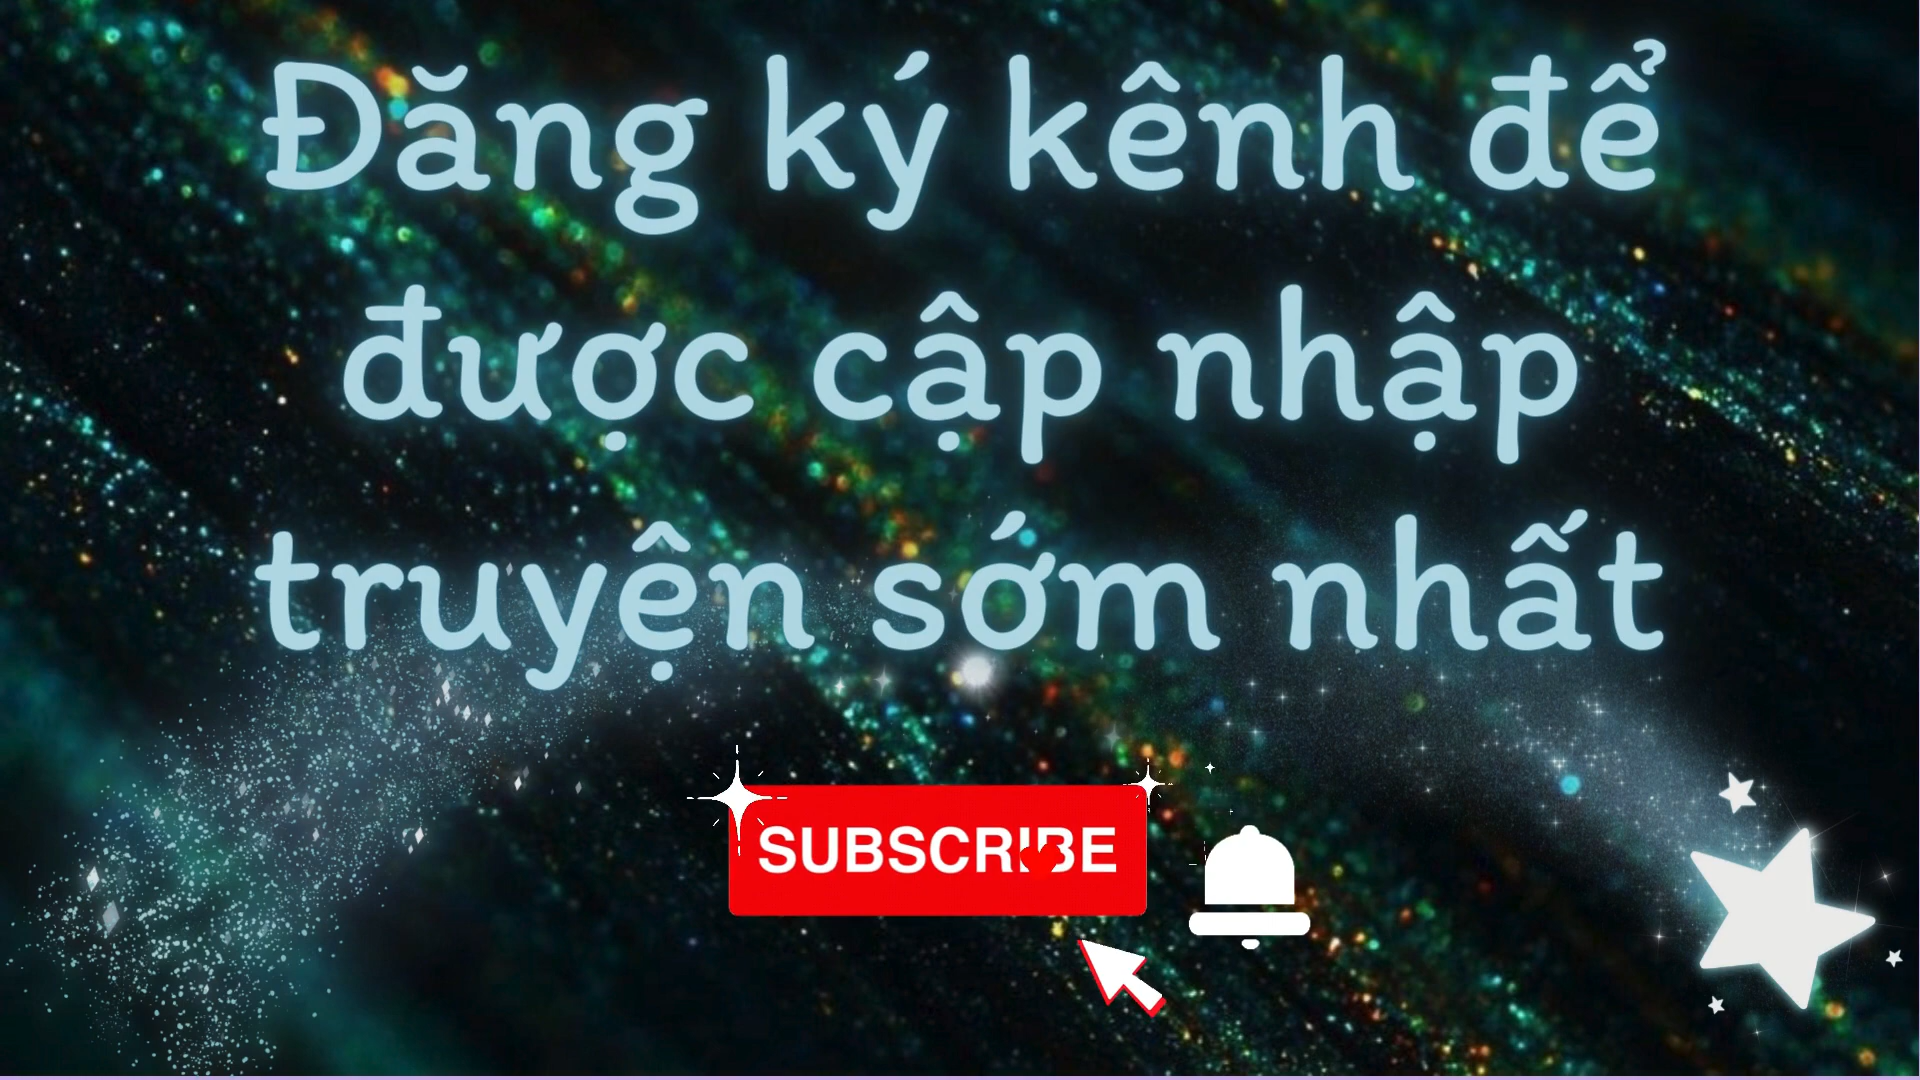 Đăng ký kênh để
được cập nhập
truyện sớm nhất
SUBSCRIBE